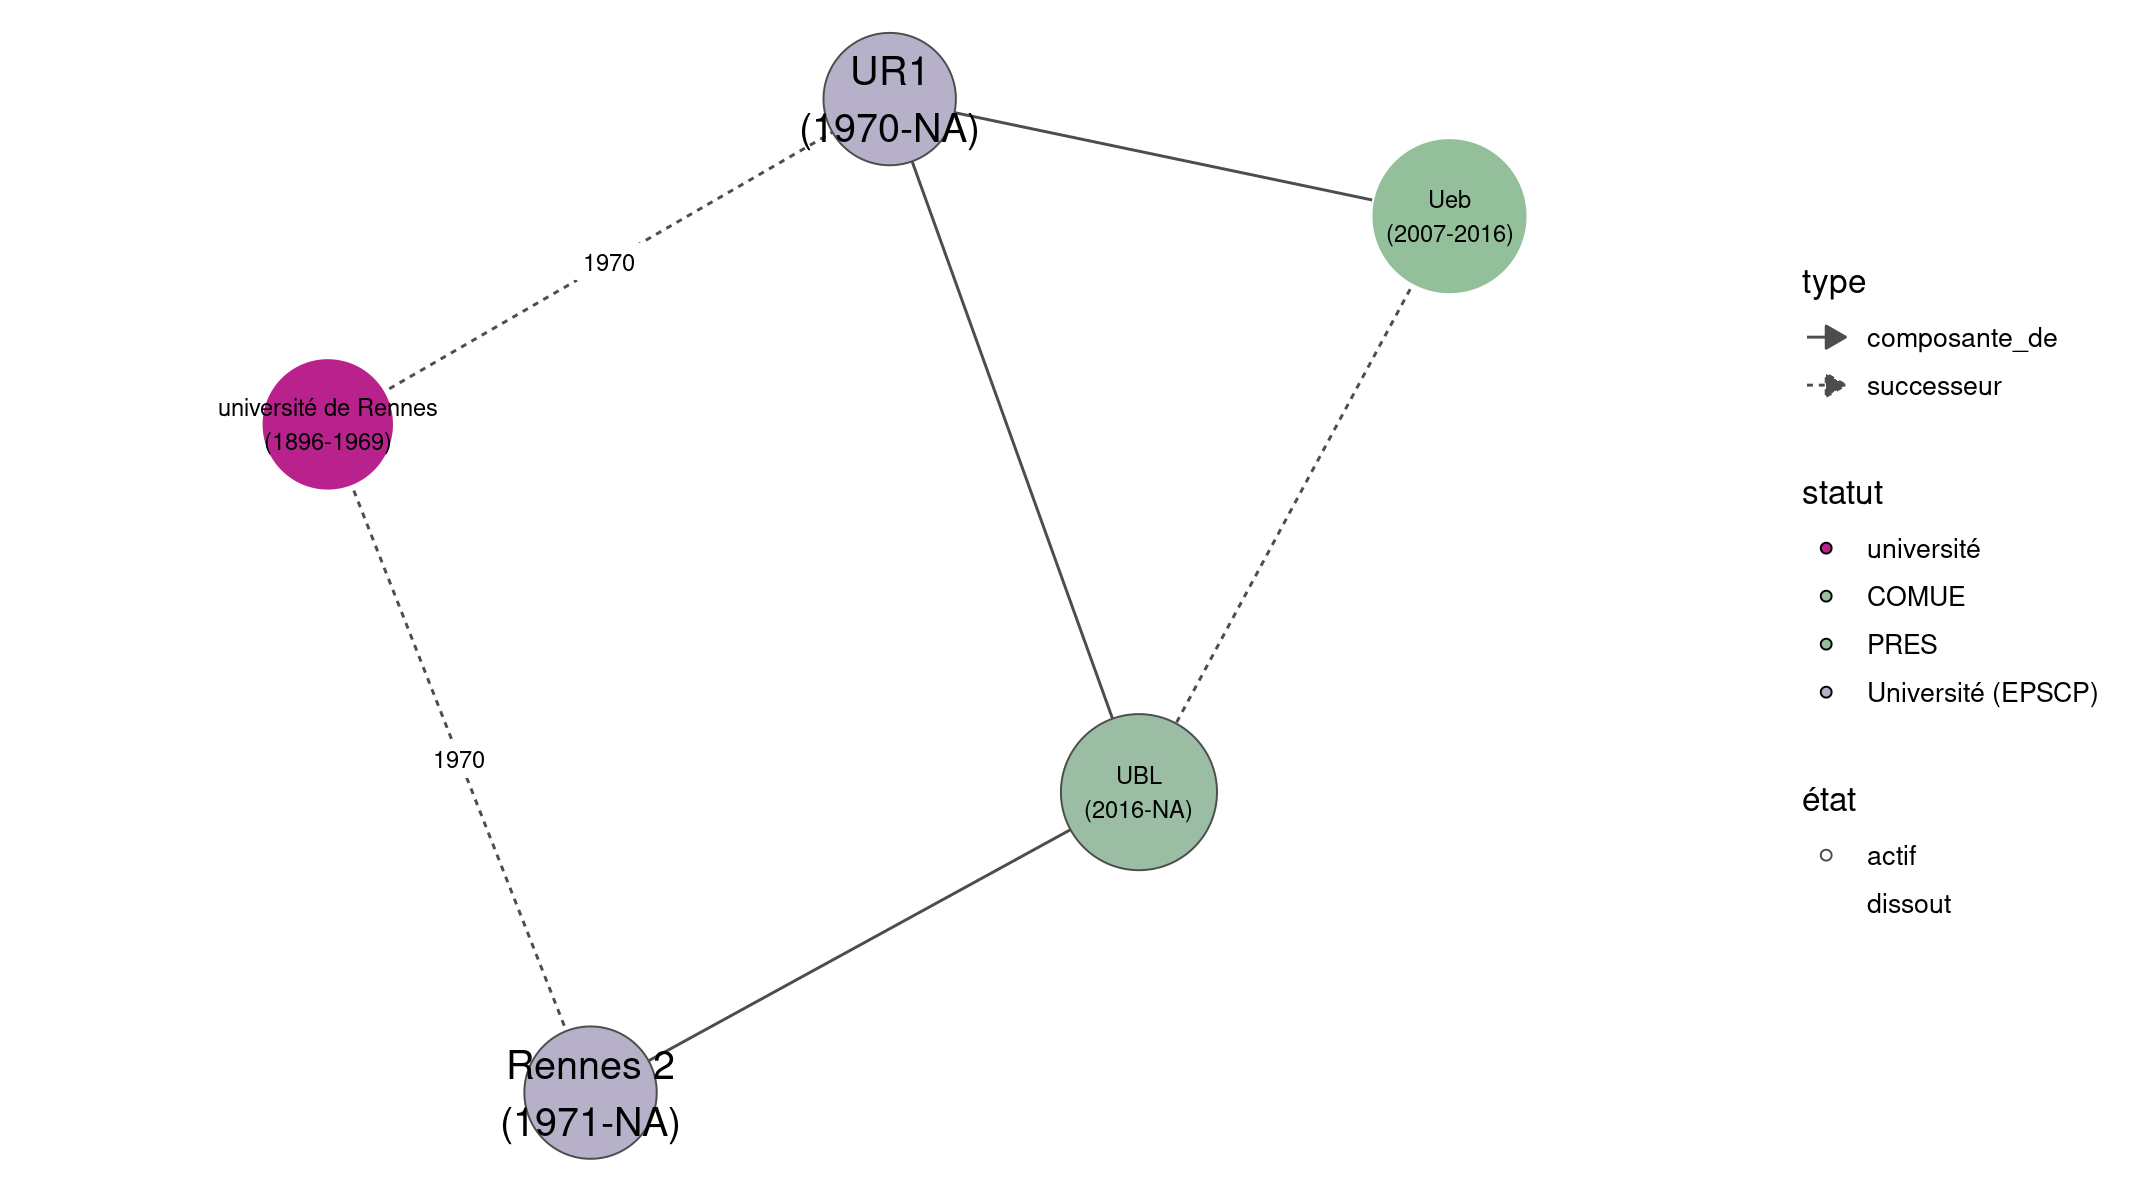 UR1
(1970-NA)
Ueb
(2007-2016)
1970
université de Rennes
(1896-1969)
1970
UBL
(2016-NA)
Rennes 2
(1971-NA)
type
composante_de
successeur
statut
université
COMUE
PRES
Université (EPSCP)
état
actif
dissout